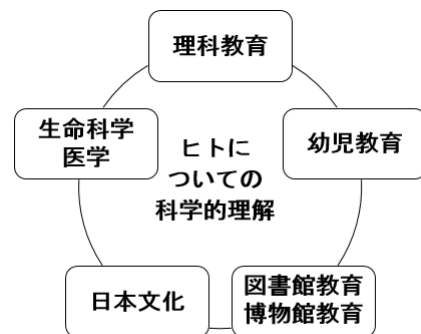 理科教育
生命科学
医学
ヒトに
ついての
科学的理解
幼児教育
日本文化
図書館教育
博物館教育